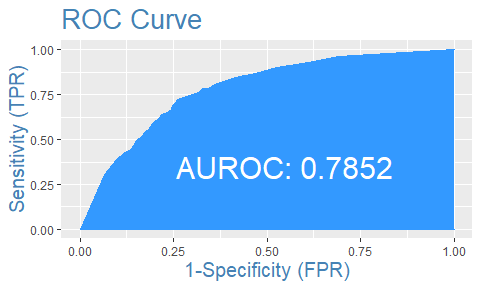 ROC Curve
Sensitivity (TPR)
1.00
0.75
0.50
0.25
0.00
AUROC: 0.7852
0.00 0.25 0.50 0.75 1.00
1-Specificity (FPR)